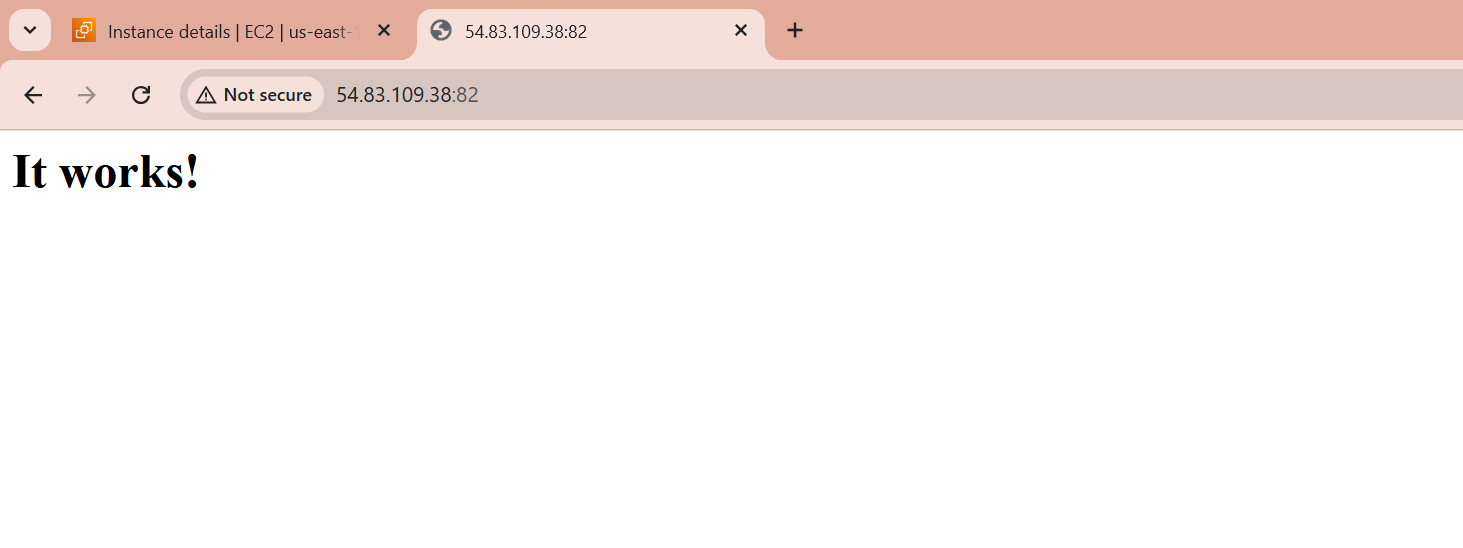 Instance details | EC2 | us-east-1
54.83.109.38:82
Not secure
54.83.109.38:82
It works!